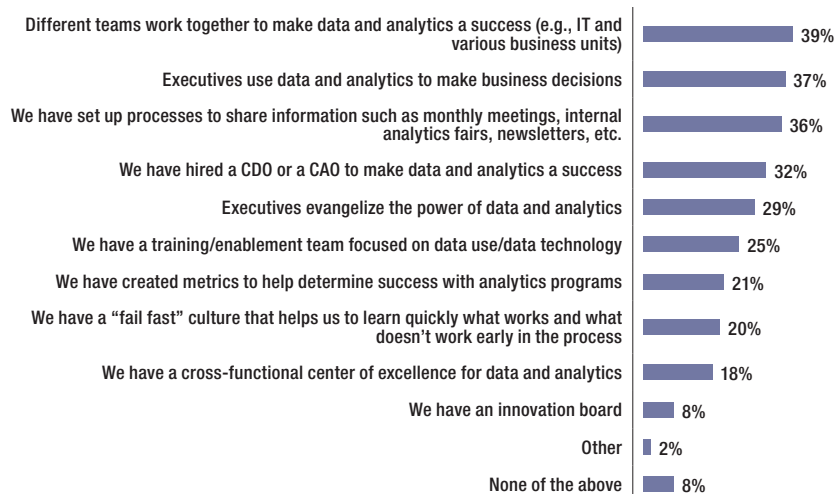 Different teams work together to make data and analytics a success (e.g., IT and
various business units)
39%
Executives use data and analytics to make business decisions
37%
We have set up processes to share information such as monthly meetings, internal
analytics fairs, newsletters, etc.
36%
We have hired a CDO or a CAO to make data and analytics a success
32%
Executives evangelize the power of data and analytics
29%
We have a training/enablement team focused on data use/data technology
25%
We have created metrics to help determine success with analytics programs
21%
We have a “fail fast” culture that helps us to learn quickly what works and what
doesn’t work early in the process
20%
We have a cross-functional center of excellence for data and analytics
18%
We have an innovation board
8%
Other
2%
None of the above
8%